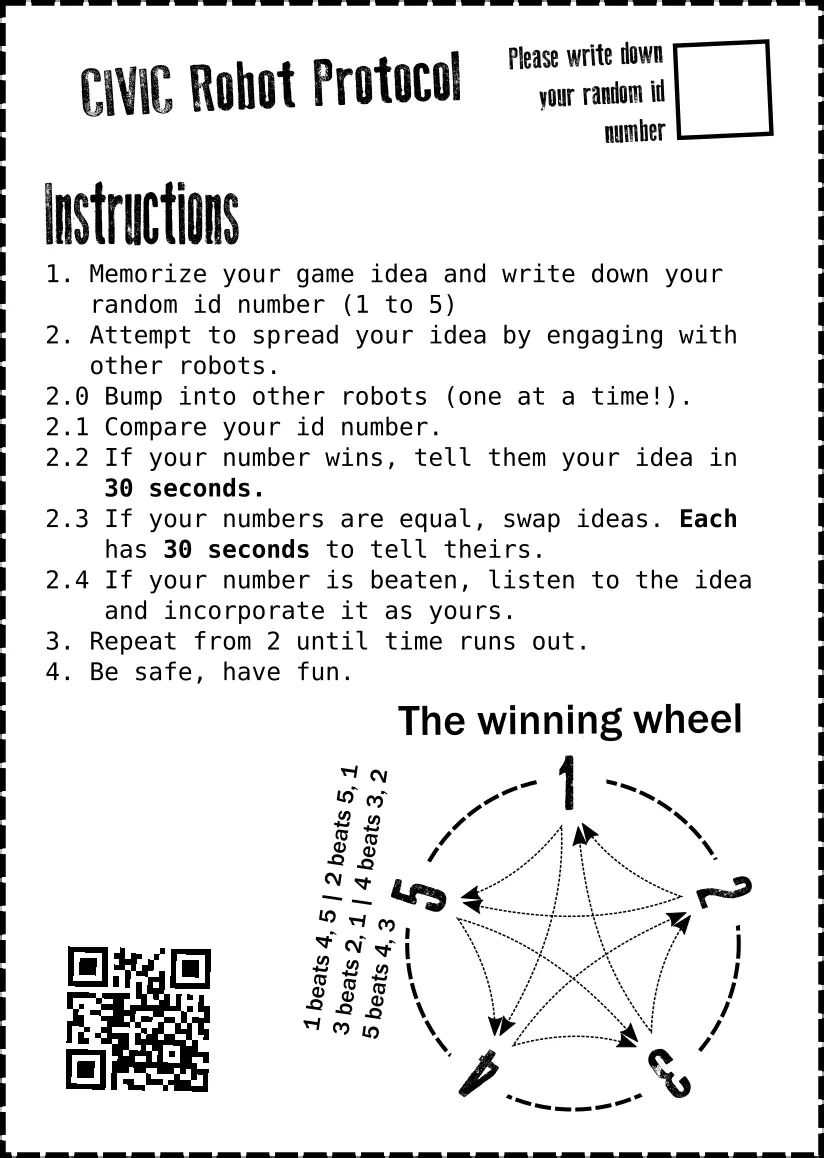 CIVIC Robot Protocol
Please write down
your random id
number
Instructions
1. Memorize your game idea and write down your
random id number (1 to 5)
2. Attempt to spread your idea by engaging with
other robots.
2.0 Bump into other robots (one at a time!).
2.1 Compare your id number.
2.2 If your number wins, tell them your idea in
30 seconds.
2.3 If your numbers are equal, swap ideas. Each
has 30 seconds to tell theirs.
2.4 If your number is beaten, listen to the idea
and incorporate it as yours.
3. Repeat from 2 until time runs out.
4. Be safe, have fun.
The winning wheel
1 beats 4, 5 | 2 beats 5, 1
3 beats 2, 1 | 4 beats 3, 2
5 beats 4, 3
1
2
3
4
5